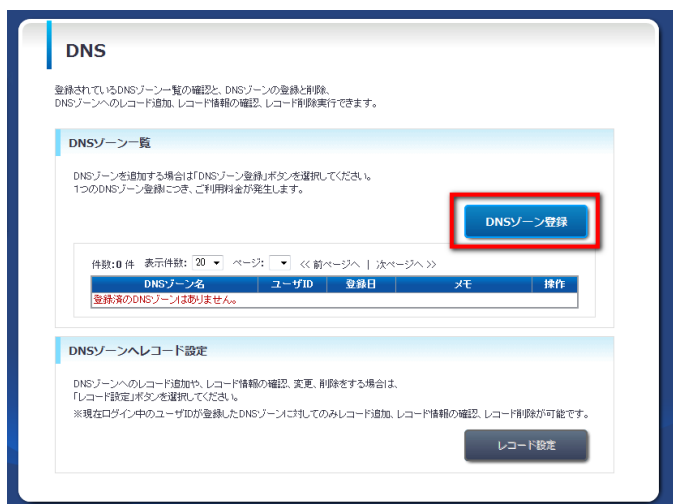 DNS
登録されているDNSゾーン一覧の確認と、DNSゾーンの登録と削除、
DNSゾーンへのレコード追加、レコード情報の確認、レコード削除実行できます。
DNSゾーン一覧
DNSゾーンを追加する場合は「DNSゾーン登録」ボタンを選択してください。
1つのDNSゾーン登録につき、ご利用料金が発生します。
DNSゾーン登録
件数:0 件 表示件数: 20 ページ: << 前ページへ | 次ページへ >>
DNSゾーン名 ユーザID 登録日 メモ 操作
登録済のDNSゾーンはありません。
DNSゾーンへレコード設定
DNSゾーンへのレコード追加や、レコード情報の確認、変更、削除をする場合は、
「レコード設定」ボタンを選択してください。
※現在ログイン中のユーザIDが登録したDNSゾーンに対してのみレコード追加、レコード情報の確認、レコード削除が可能です。
レコード設定